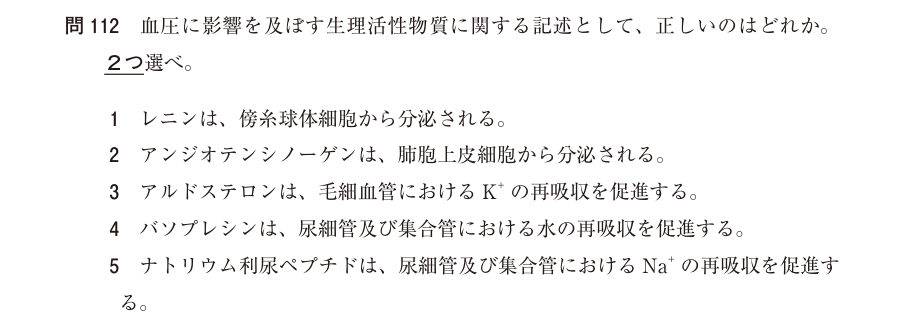 問112　血圧に影響を及ぼす生理活性物質に関する記述として、正しいのはどれか。
２つ選べ。
1　レニンは、傍糸球体細胞から分泌される。
2　アンジオテンシノーゲンは、肺胞上皮細胞から分泌される。
3　アルドステロンは、毛細血管におけるK⁺の再吸収を促進する。
4　バソプレシンは、尿細管及び集合管における水の再吸収を促進する。
5　ナトリウム利尿ペプチドは、尿細管及び集合管におけるNa⁺の再吸収を促進す
る。